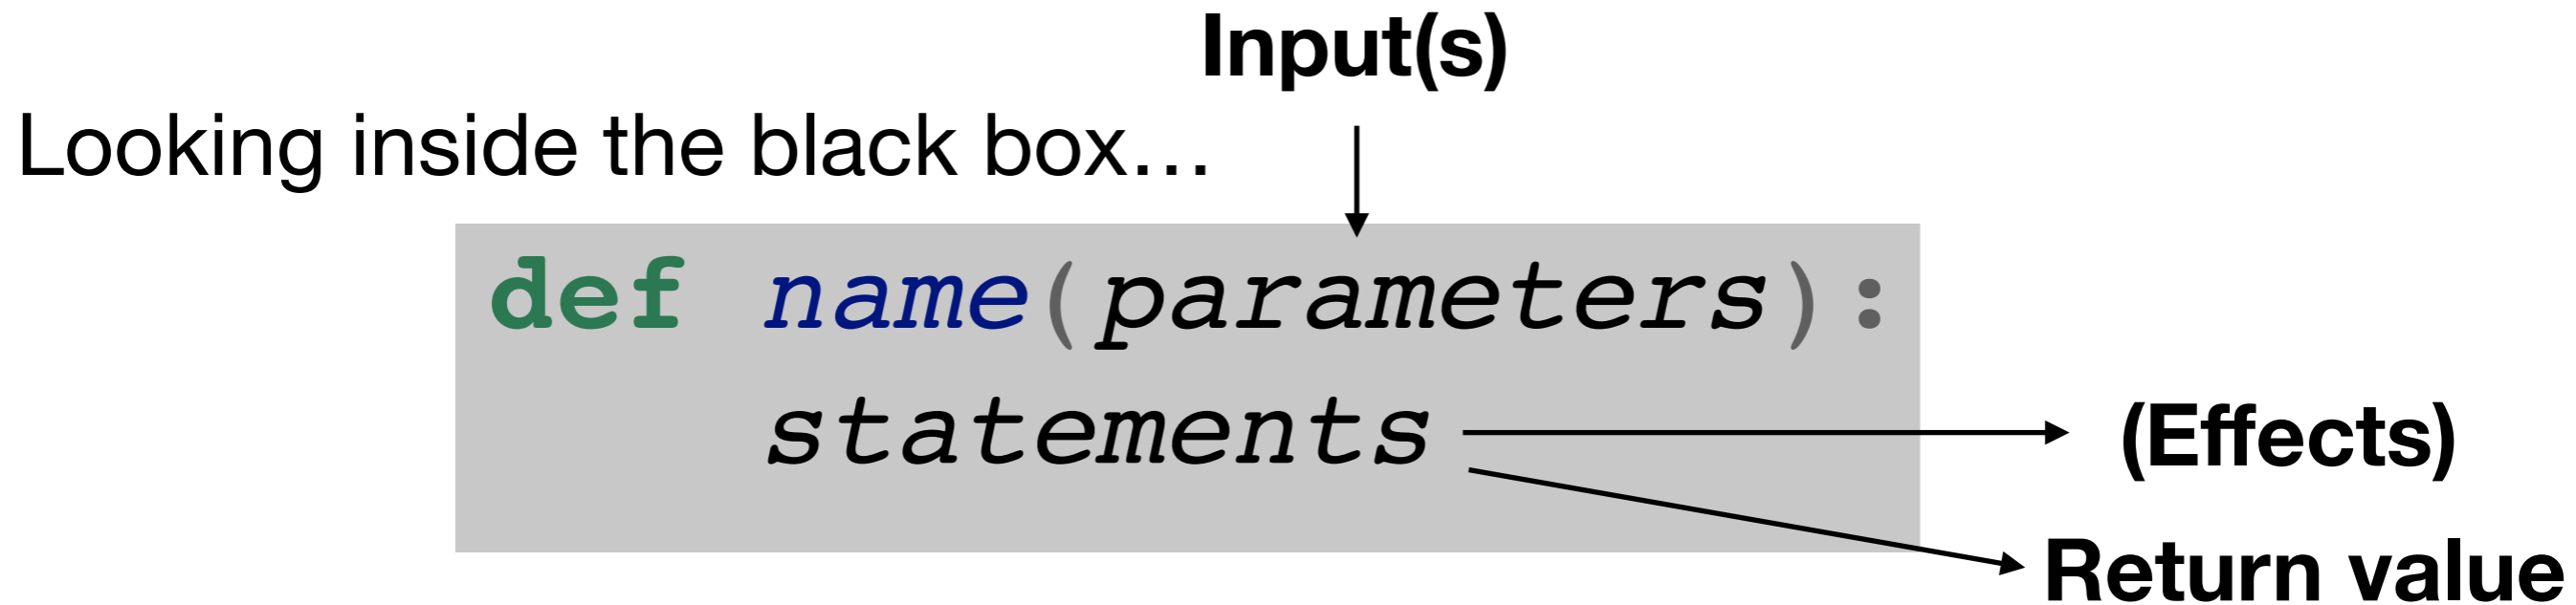 Input(s)
Looking inside the black box…
def name(parameters):
statements
(Effects)
Return value